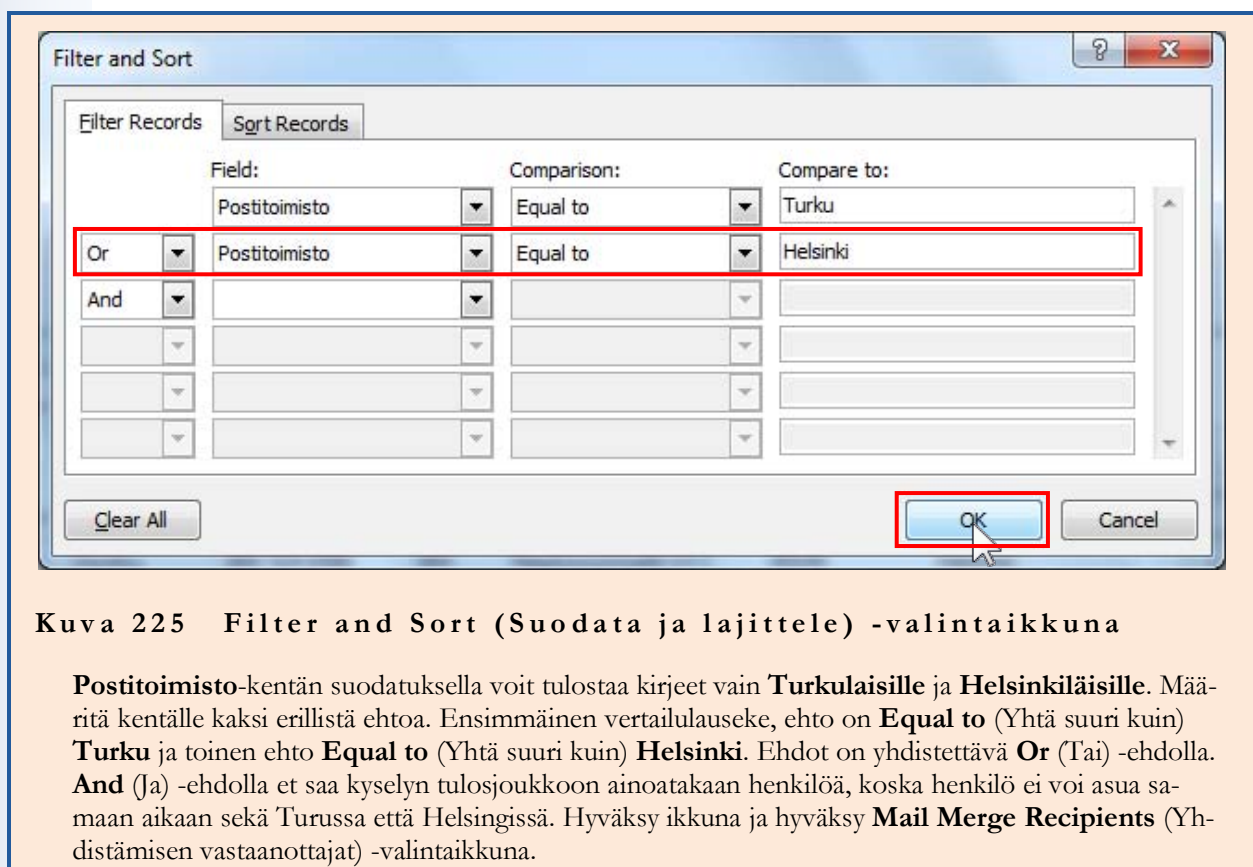 Filter and Sort
Filter Records Sort Records
Field: Comparison: Compare to:
Postitoimisto Equal to Turku
Or Postitoimisto Equal to Helsinki
And
Clear All OK Cancel
Kuva 225 Filter and Sort (Suodata ja lajittele) -valintaikkuna
Postitoimisto-kentän suodatuksella voit tulostaa kirjeet vain Turkulaisille ja Helsinkiläisille. Mää-
ritä kentälle kaksi erillistä ehtoa. Ensimmäinen vertailulauseke, ehto on Equal to (Yhtä suuri kuin)
Turku ja toinen ehto Equal to (Yhtä suuri kuin) Helsinki. Ehdot on yhdistettävä Or (Tai) -ehdolla.
And (Ja) -ehdolla et saa kyselyn tulosjoukkoon ainoatakaan henkilöä, koska henkilö ei voi asua sa-
maan aikaan sekä Turussa että Helsingissä. Hyväksy ikkuna ja hyväksy Mail Merge Recipients (Yh-
distämisen vastaanottajat) -valintaikkuna.